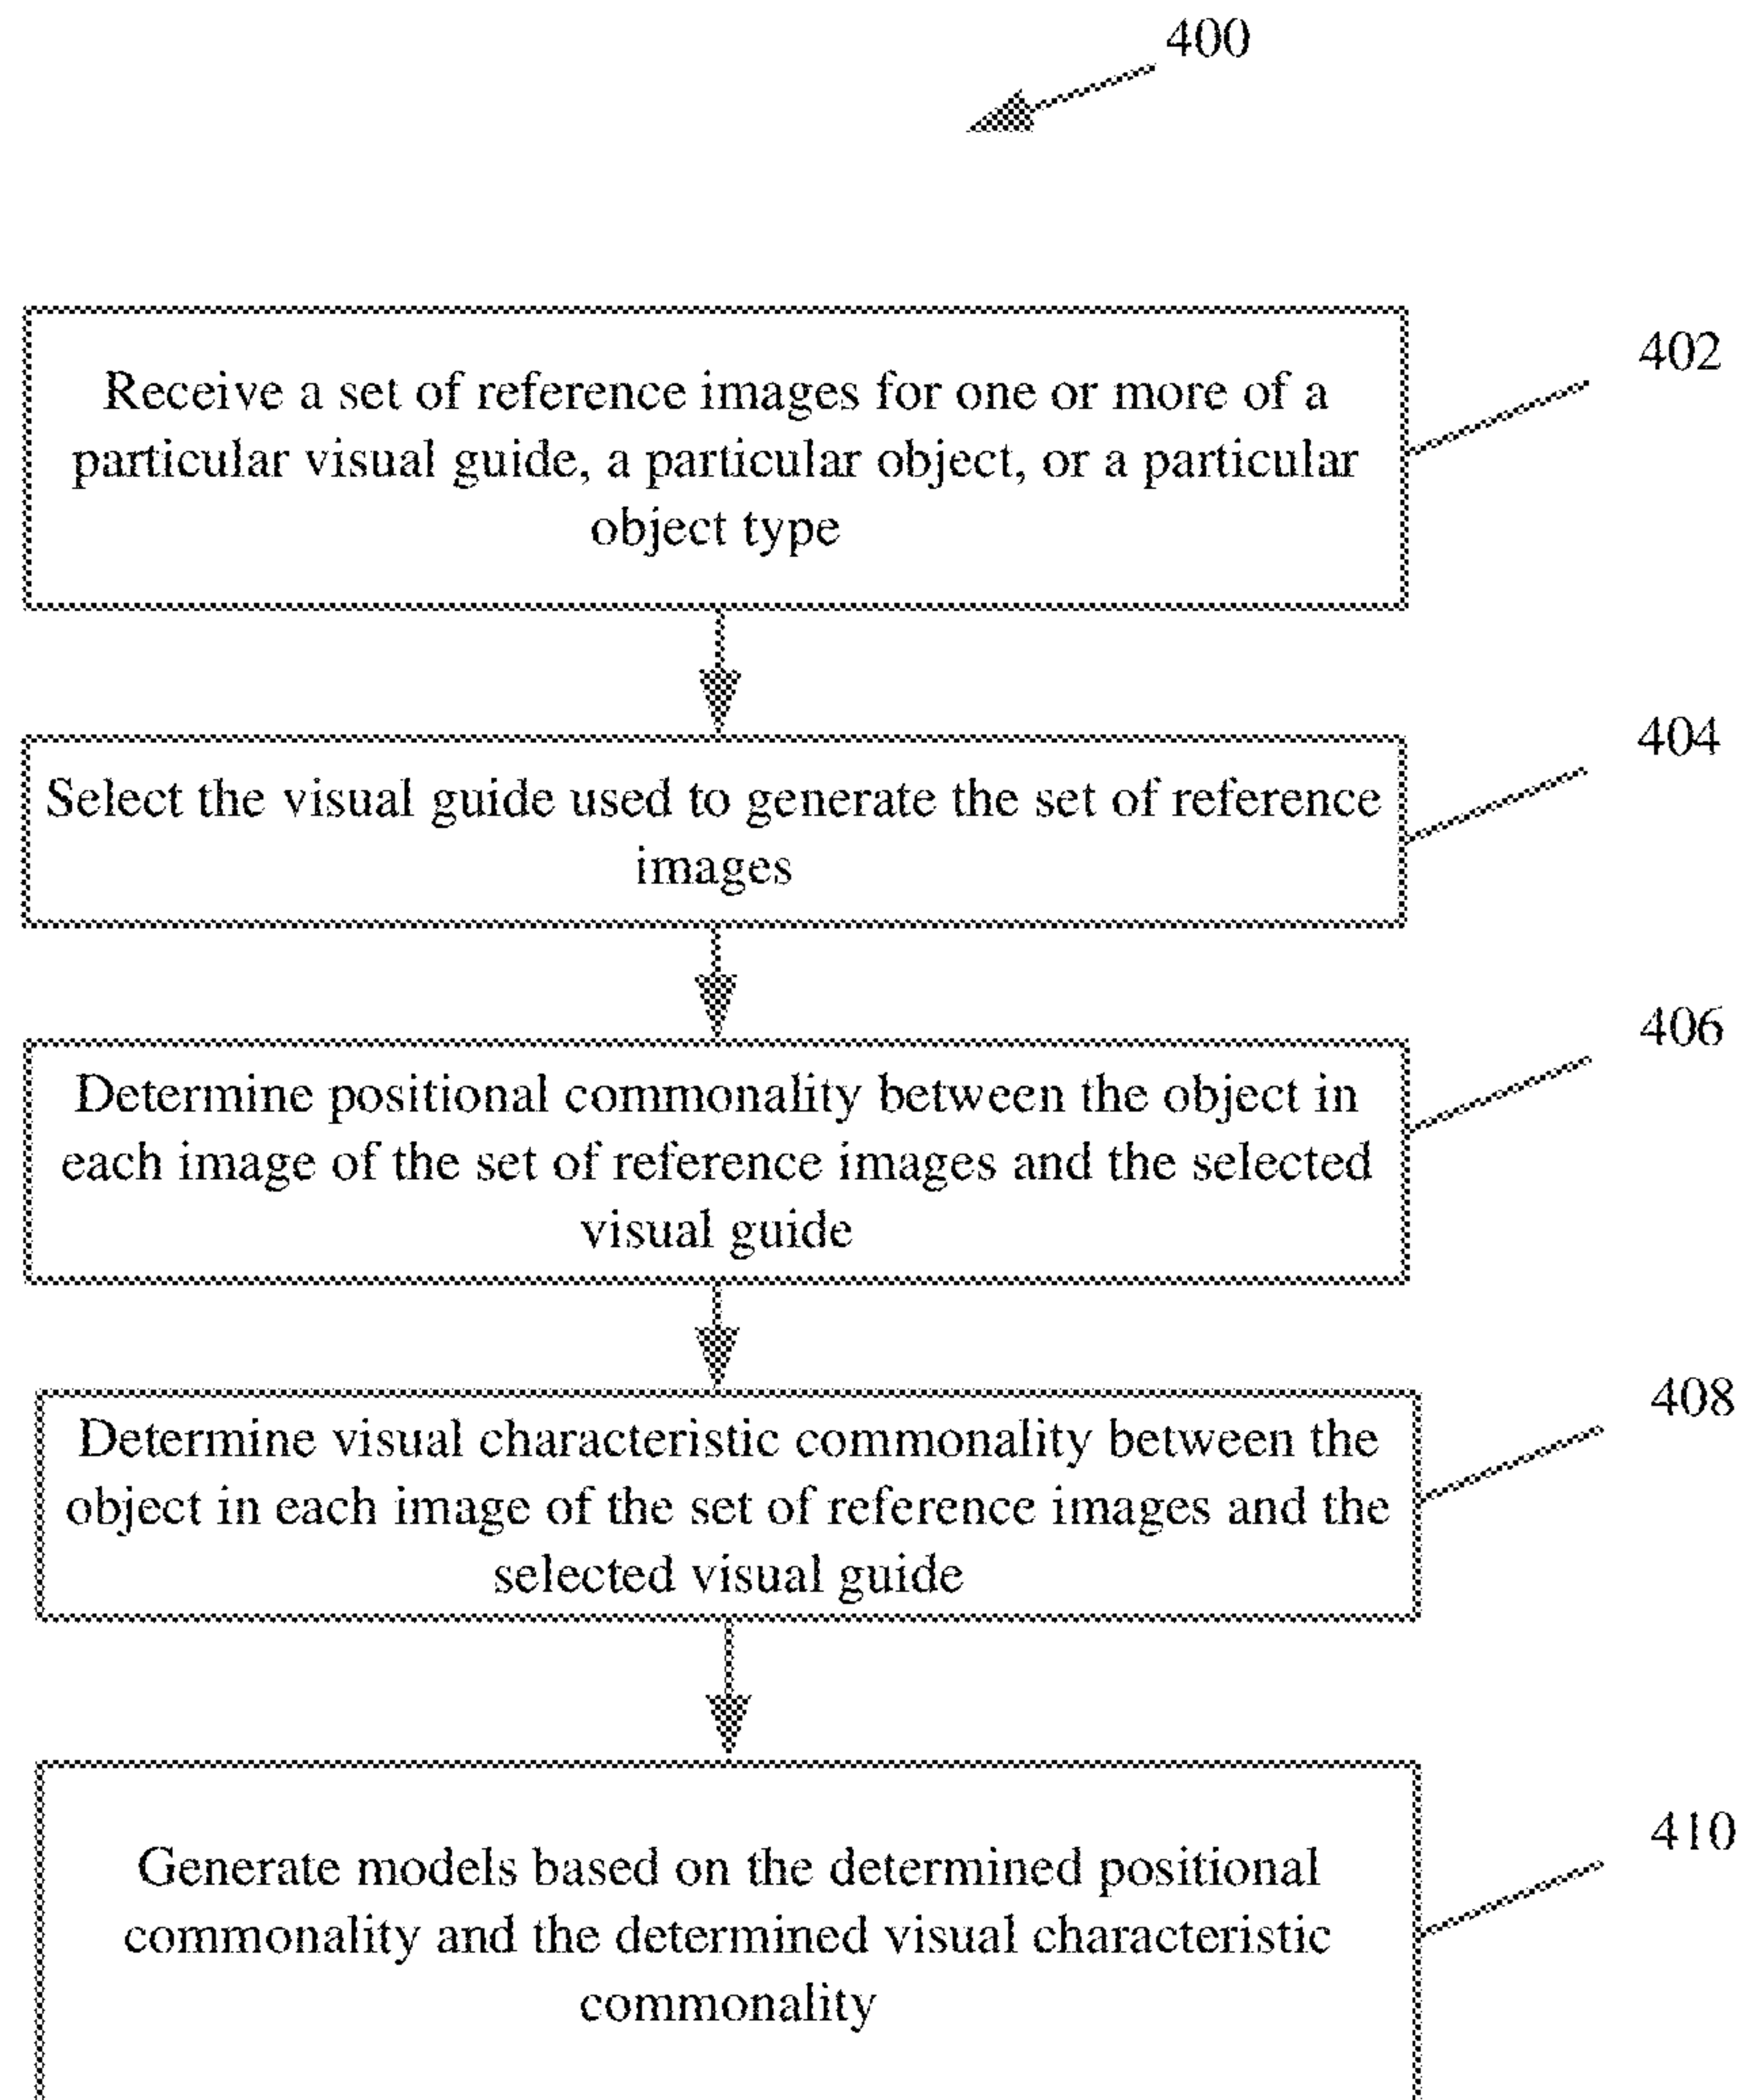 400
402
Receive a set of reference images for one or more of a
particular visual guide, a particular object, or a particular
object type
404
Select the visual guide used to generate the set of reference
images
406
Determine positional commonality between the object in
each image of the set of reference images and the selected
visual guide
408
Determine visual characteristic commonality between the
object in each image of the set of reference images and the
selected visual guide
410
Generate models based on the determined positional
commonality and the determined visual characteristic
commonality